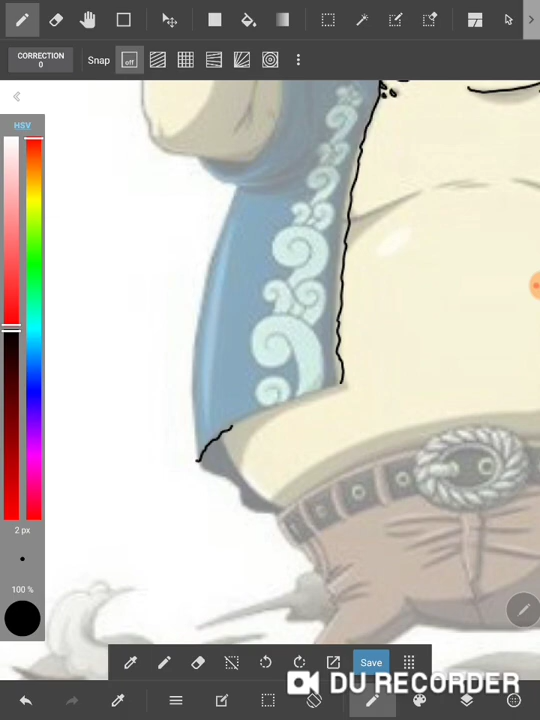 CORRECTION
0
Snap
off
HSV
2 px
100 %
Save
DU RECORDER